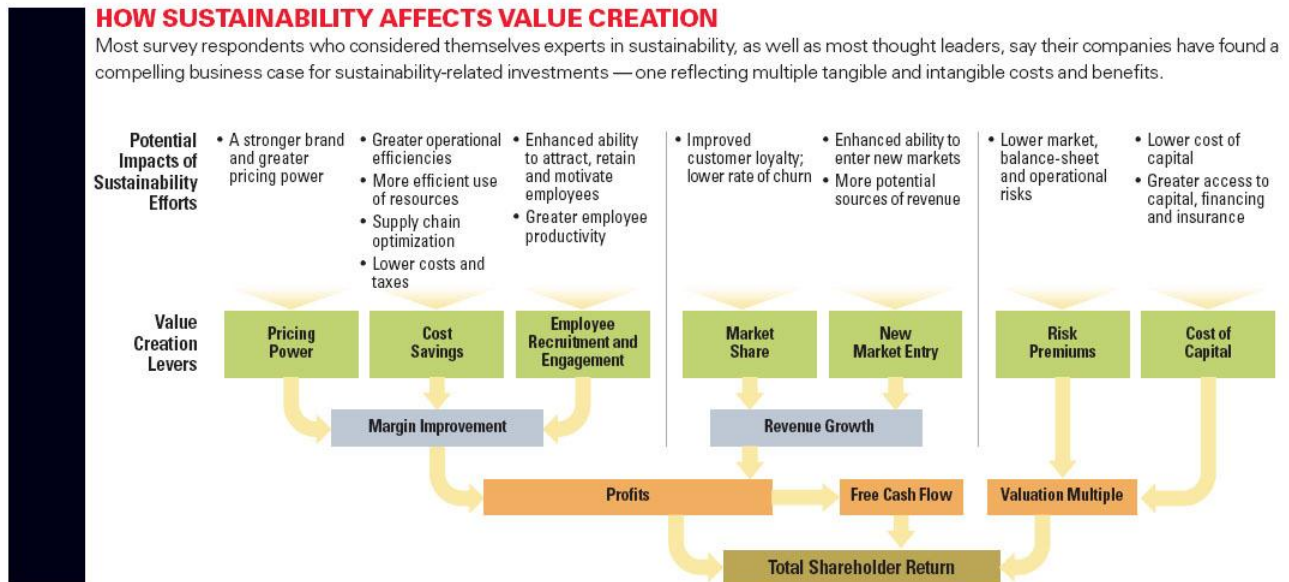 HOW SUSTAINABILITY AFFECTS VALUE CREATION
Most survey respondents who considered themselves experts in sustainability, as well as most thought leaders, say their companies have found a
compelling business case for sustainability-related investments — one reflecting multiple tangible and intangible costs and benefits.
Potential
Impacts of
Sustainability
Efforts
• A stronger brand
and greater
pricing power
• Greater operational
efficiencies
• More efficient use
of resources
• Supply chain
optimization
• Lower costs and
taxes
• Enhanced ability
to attract, retain
and motivate
employees
• Greater employee
productivity
• Improved
customer loyalty;
lower rate of churn
• Enhanced ability to
enter new markets
• More potential
sources of revenue
• Lower market,
balance-sheet
and operational
risks
• Lower cost of
capital
• Greater access to
capital, financing
and insurance
Value
Creation
Levers
Pricing
Power
Cost
Savings
Employee
Recruitment and
Engagement
Market
Share
New
Market Entry
Risk
Premiums
Cost of
Capital
Margin Improvement
Revenue Growth
Profits
Free Cash Flow
Valuation Multiple
Total Shareholder Return